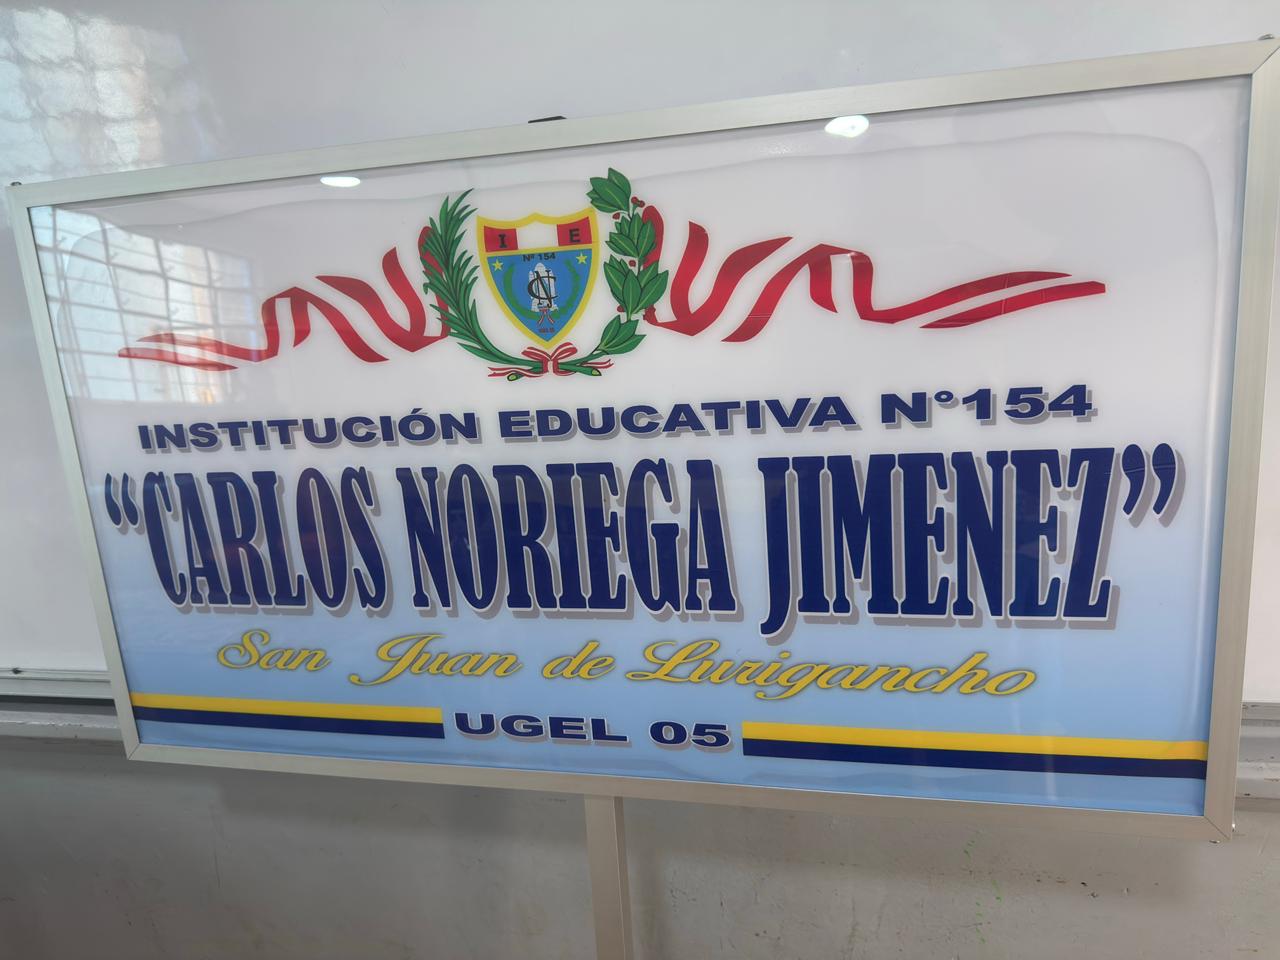 I E
Nº 154
INSTITUCIÓN EDUCATIVA N°154
“CARLOS NORIEGA JIMENEZ”
San Juan de Lurigancho
UGEL 05